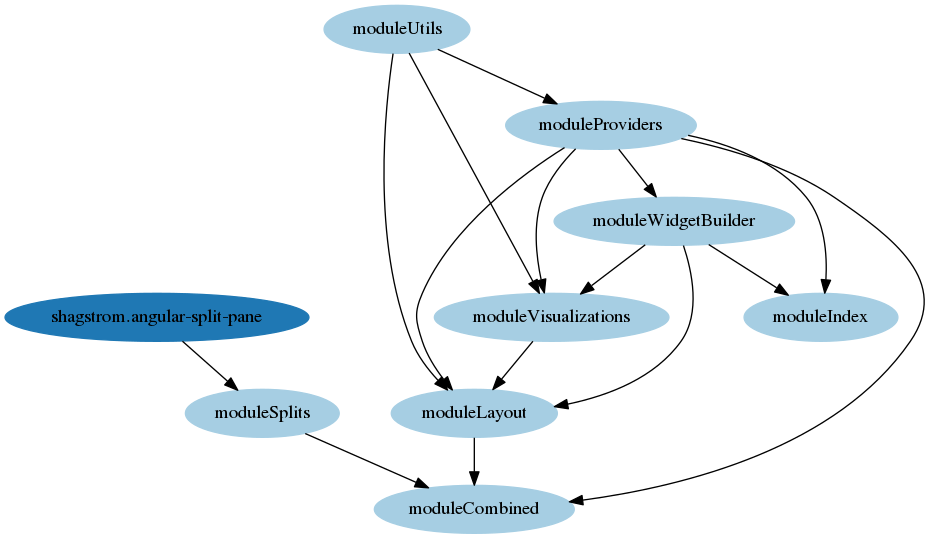 moduleUtils
moduleProviders
moduleWidgetBuilder
shagstrom.angular-split-pane
moduleVisualizations
moduleIndex
moduleSplits
moduleLayout
moduleCombined